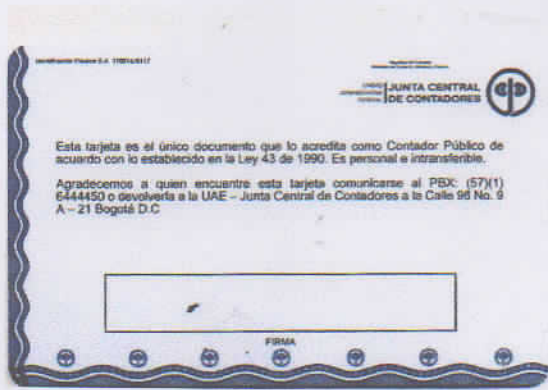 JUNTA CENTRAL
DE CONTADORES
Esta tarjeta es el único documento que lo acredita como Contador Público de
acuerdo con lo establecido en la Ley 43 de 1990. Es personal e intransferible.
Agradecemos a quien encuentre esta tarjeta comunicarse al PBX: (57)(1)
6444450 o devolverla a la UAE – Junta Central de Contadores a la Calle 96 No. 9
A – 21 Bogotá D.C
FIRMA